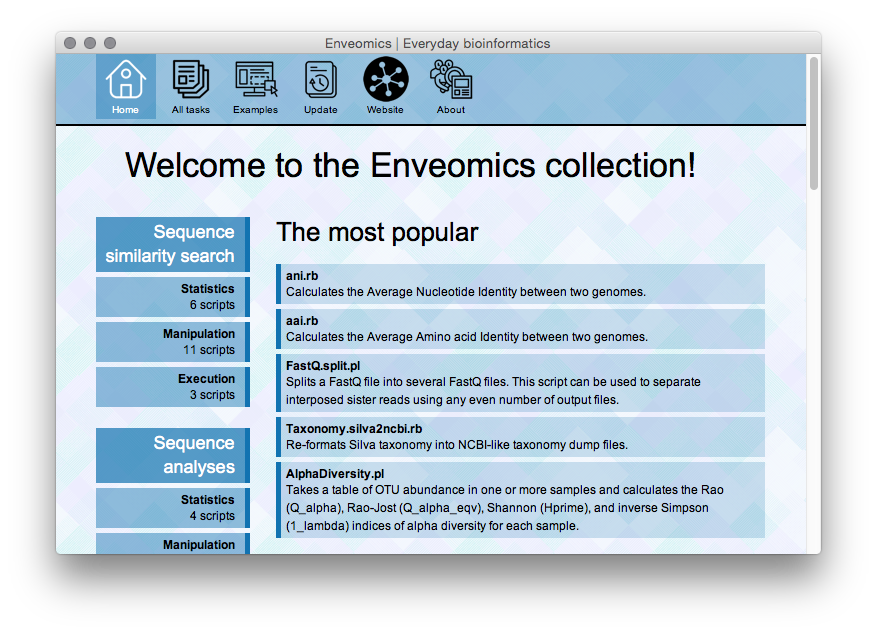 Enveomics | Everyday bioinformatics
Home
All tasks
Examples
Update
Website
About
Welcome to the Enveomics collection!
Sequence
similarity search
Statistics
6 scripts
Manipulation
11 scripts
Execution
3 scripts
Sequence
analyses
Statistics
4 scripts
Manipulation
The most popular
ani.rb
Calculates the Average Nucleotide Identity between two genomes.
aai.rb
Calculates the Average Amino acid Identity between two genomes.
FastQ.split.pl
Splits a FastQ file into several FastQ files. This script can be used to separate
interposed sister reads using any even number of output files.
Taxonomy.silva2ncbi.rb
Re-formats Silva taxonomy into NCBI-like taxonomy dump files.
AlphaDiversity.pl
Takes a table of OTU abundance in one or more samples and calculates the Rao
(Q_alpha), Rao-Jost (Q_alpha_eqv), Shannon (Hprime), and inverse Simpson
(1_lambda) indices of alpha diversity for each sample.